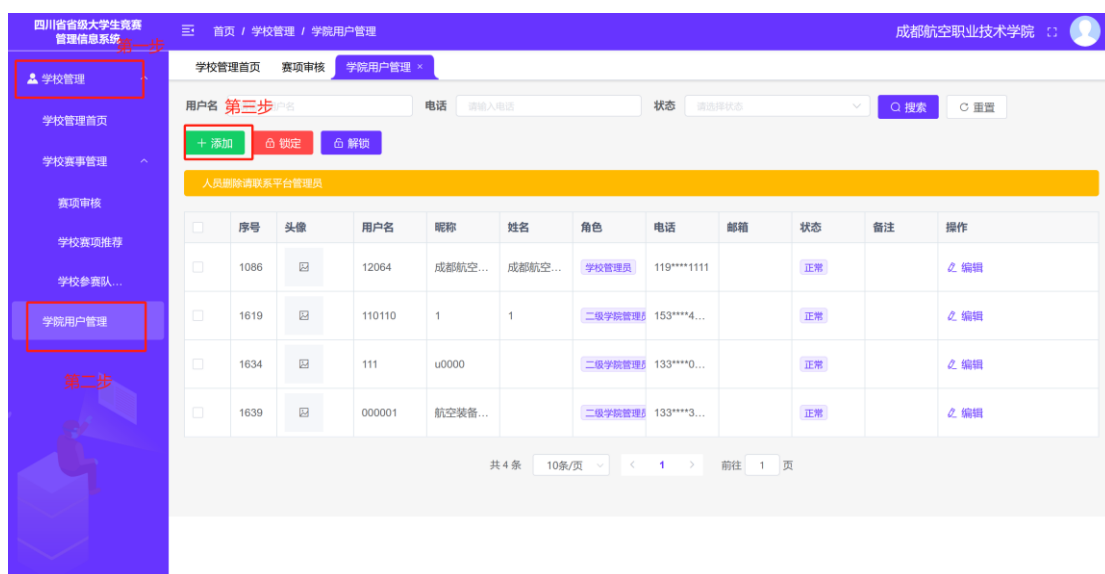 四川省省级大学生竞赛
管理信息系统
第一步
首页 / 学校管理 / 学院用户管理
成都航空职业技术学院
学校管理
学校管理首页
学校赛事管理
赛项审核
学校赛项推荐
学校参赛队...
学院用户管理
第二步
学校管理首页 赛项审核 学院用户管理 ×
用户名 第三步 户名 电话 请输入电话 状态 请选择状态 搜索 重置
+ 添加 锁定 解锁
人员删除请联系平台管理员
序号 头像 用户名 昵称 姓名 角色 电话 邮箱 状态 备注 操作
1086 12064 成都航空... 成都航空... 学校管理员 119****1111 正常 编辑
1619 110110 1 1 二级学院管理员 153****4... 正常 编辑
1634 111 u0000 二级学院管理员 133****0... 正常 编辑
1639 000001 航空装备... 二级学院管理员 133****3... 正常 编辑
共 4 条 10条/页 < 1 > 前往 1 页